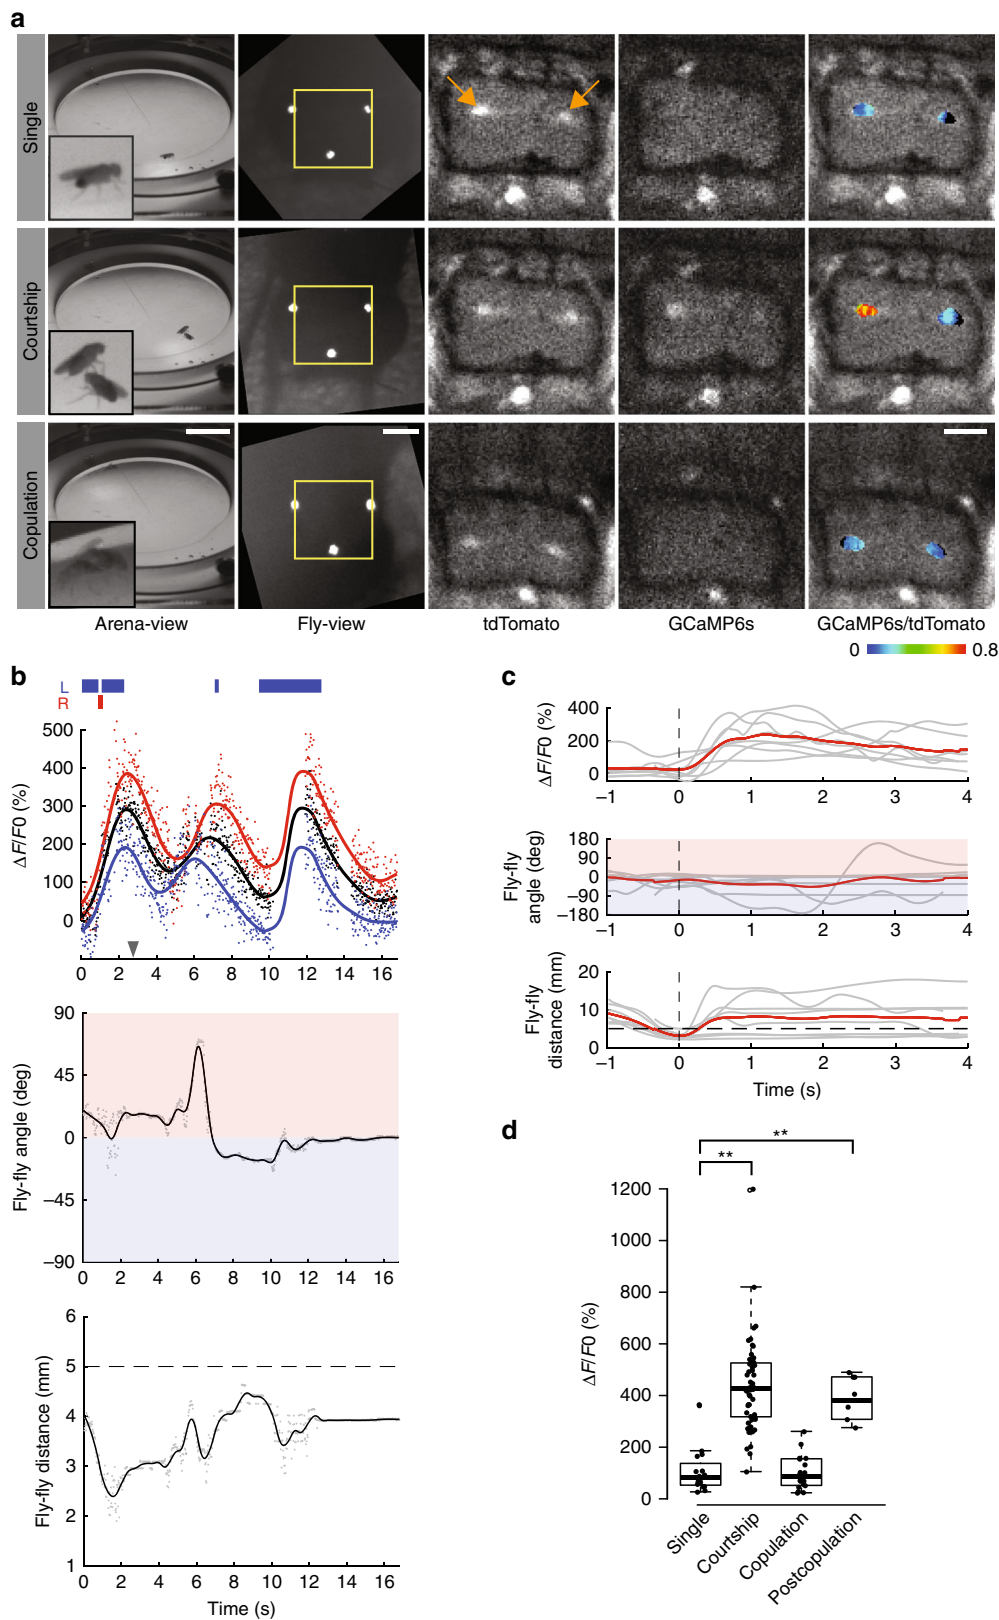 a
Single
Courtship
Copulation
Arena-view
Fly-view
tdTomato
GCaMP6s
GCaMP6s/tdTomato
0
0.8
b
L
R
500
400
300
200
100
0
ΔF/F0 (%)
0 2 4 6 8 10 12 14 16
90
45
0
−45
−90
Fly-fly angle (deg)
0 2 4 6 8 10 12 14 16
6
5
4
3
2
1
Fly-fly distance (mm)
0 2 4 6 8 10 12 14 16
Time (s)
c
400
200
0
ΔF/F0 (%)
−1 0 1 2 3 4
180
90
0
−90
−180
Fly-fly
angle (deg)
−1 0 1 2 3 4
20
10
0
Fly-fly
distance (mm)
−1 0 1 2 3 4
Time (s)
d
**
**
1200
1000
800
600
400
200
0
ΔF/F0 (%)
Single
Courtship
Copulation
Postcopulation